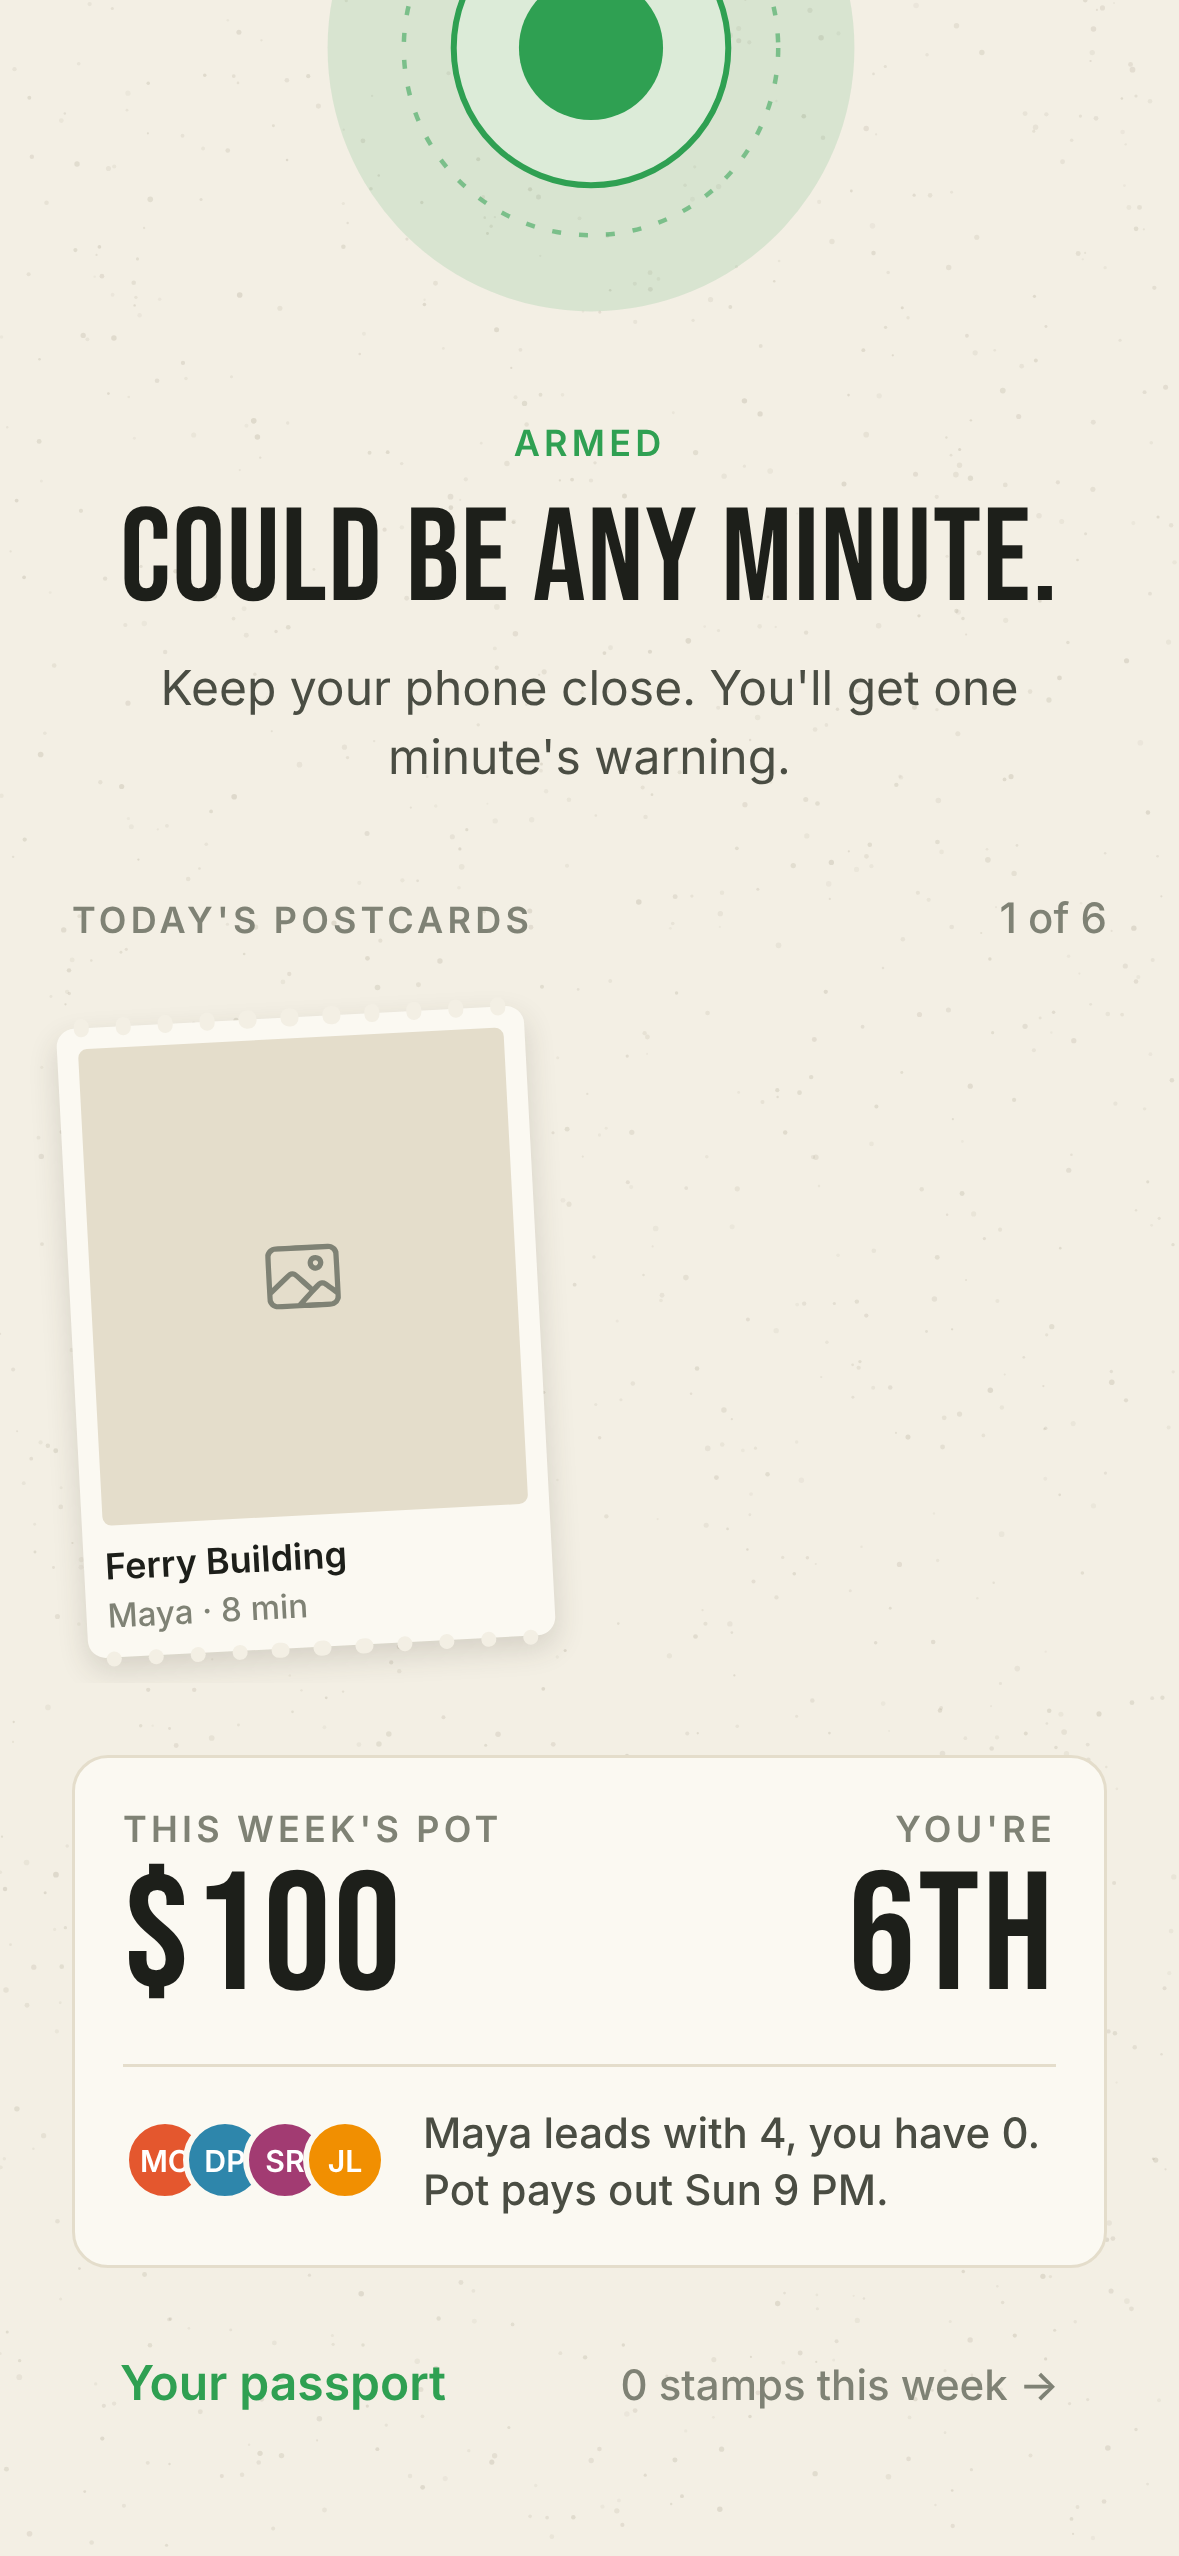 ARMED
COULD BE ANY MINUTE.
Keep your phone close. You'll get one
minute's warning.
TODAY'S POSTCARDS
1 of 6
Ferry Building
Maya · 8 min
THIS WEEK'S POT
YOU'RE
$100
6TH
MC DP SR JL
Maya leads with 4, you have 0.
Pot pays out Sun 9 PM.
Your passport
0 stamps this week →